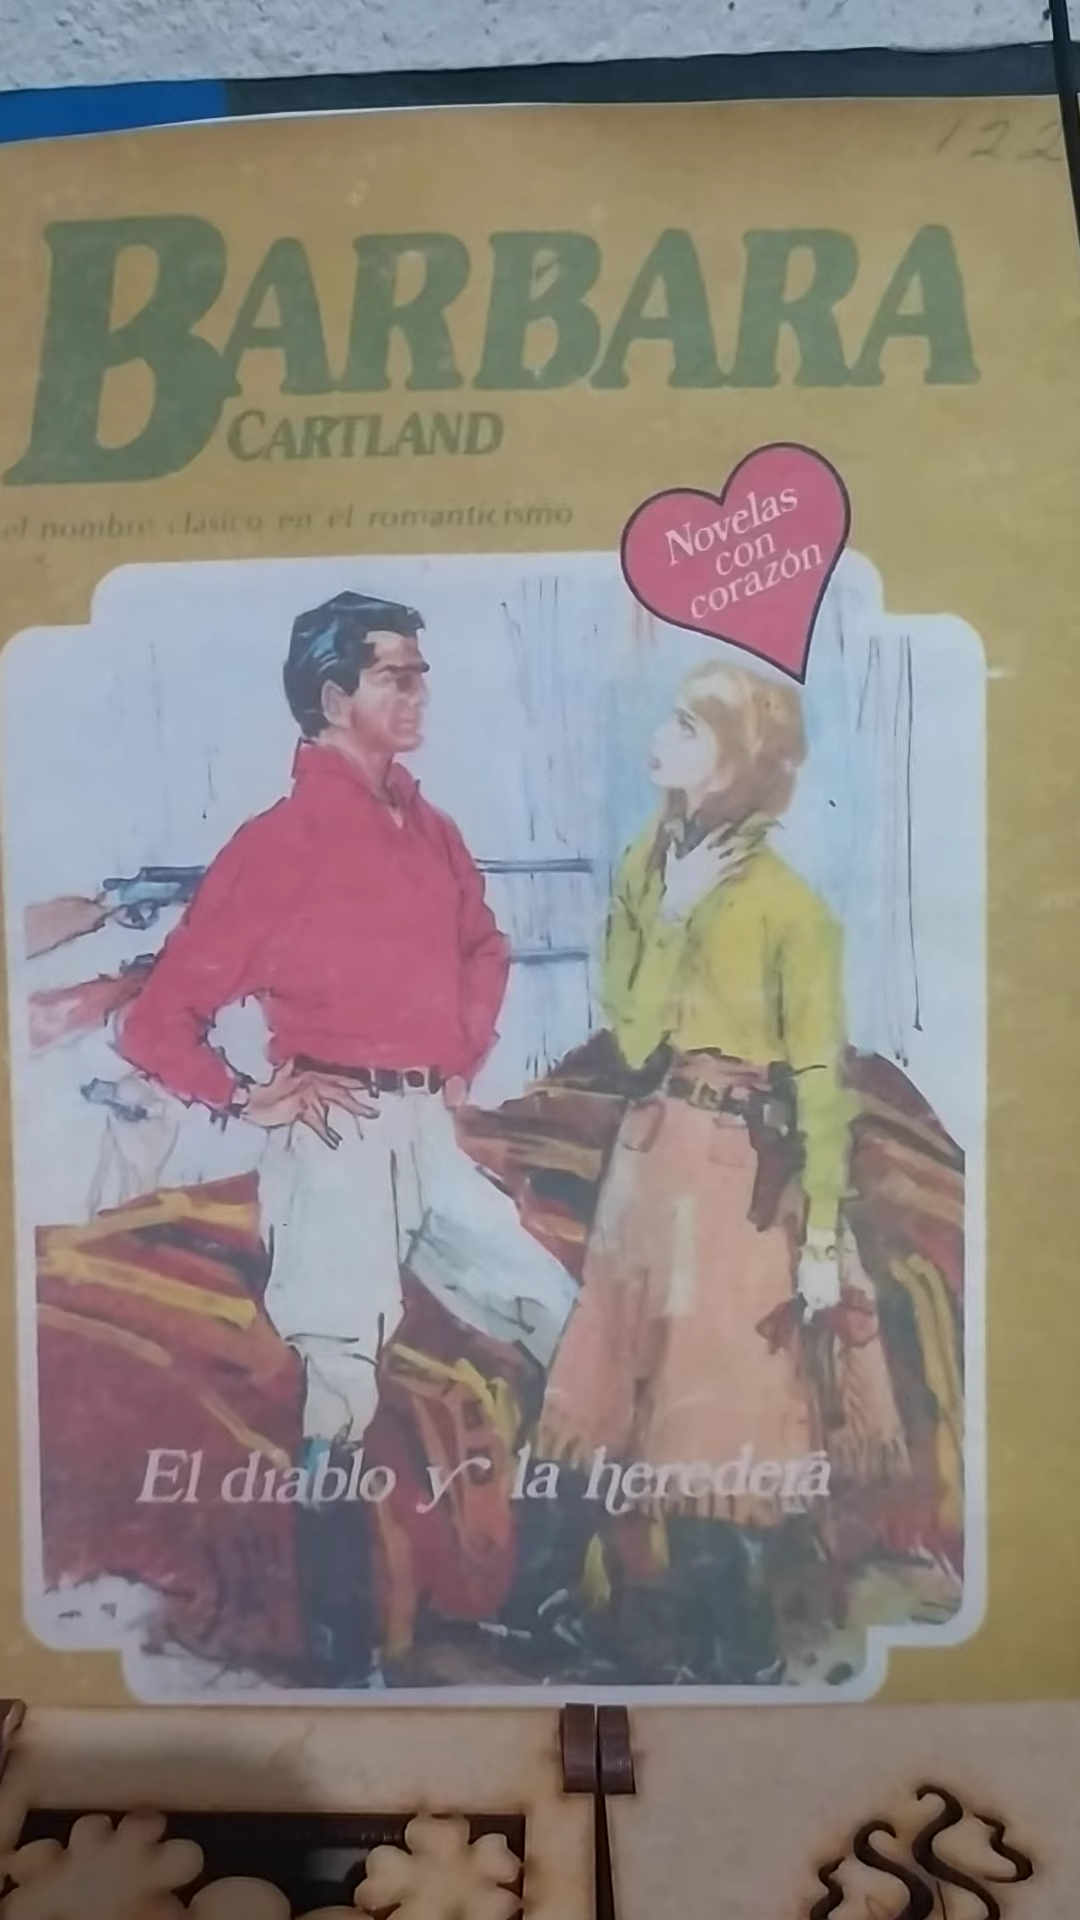 122
BARBARA
CARTLAND
el nombre clásico en el romanticismo
Novelas
con
corazón
El diablo y la heredera